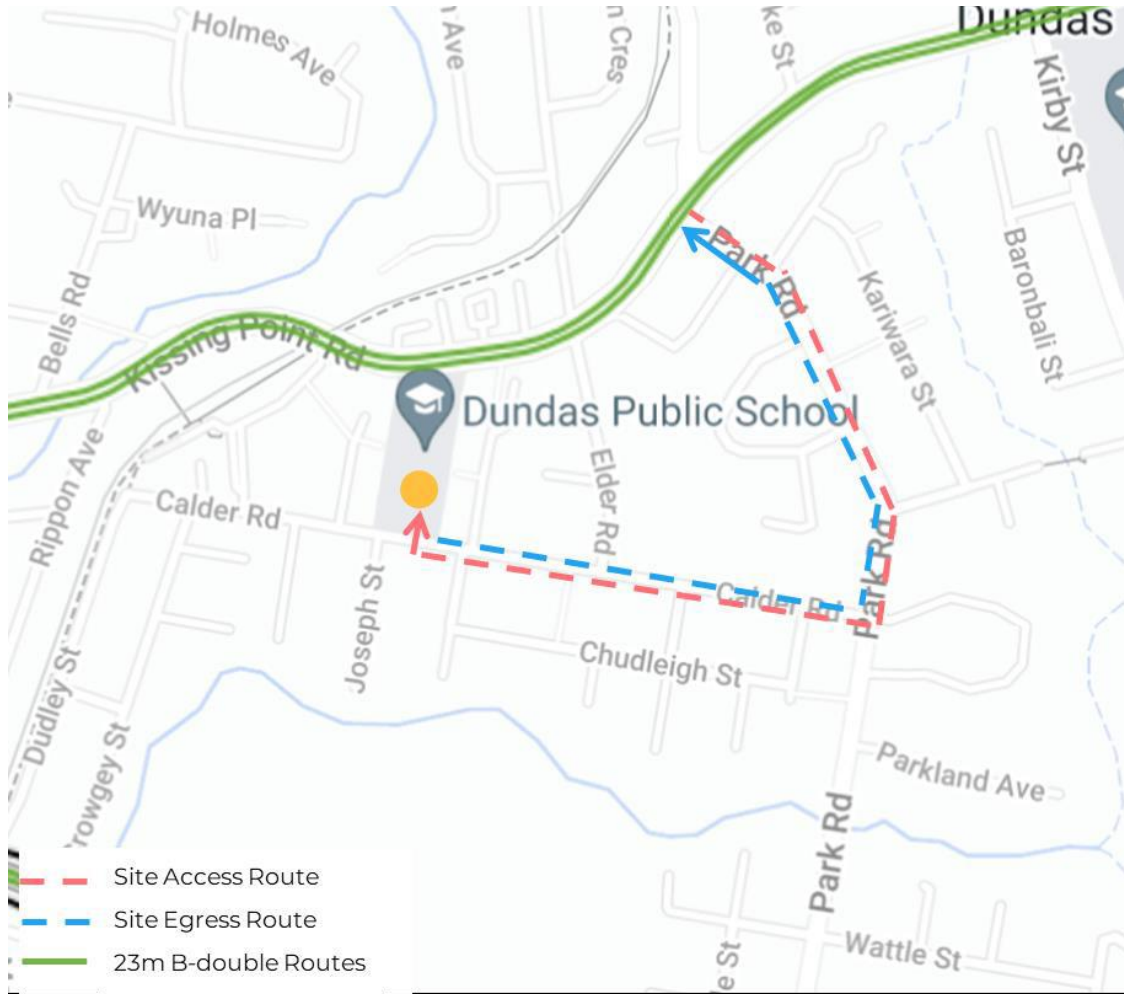 Dundas
Holmes Ave
Ave
Cres
Kirby St
Wyuna Pl
Park Rd
Bells Rd
Baronbali St
Kariwara St
Kissing Point Rd
Dundas Public School
Elder Rd
Rippon Ave
Calder Rd
Park Rd
Joseph St
Calder Rd
Chudleigh St
Dudley St
Parkland Ave
Crowgey St
Park Rd
Wattle St
Site Access Route
Site Egress Route
23m B-double Routes